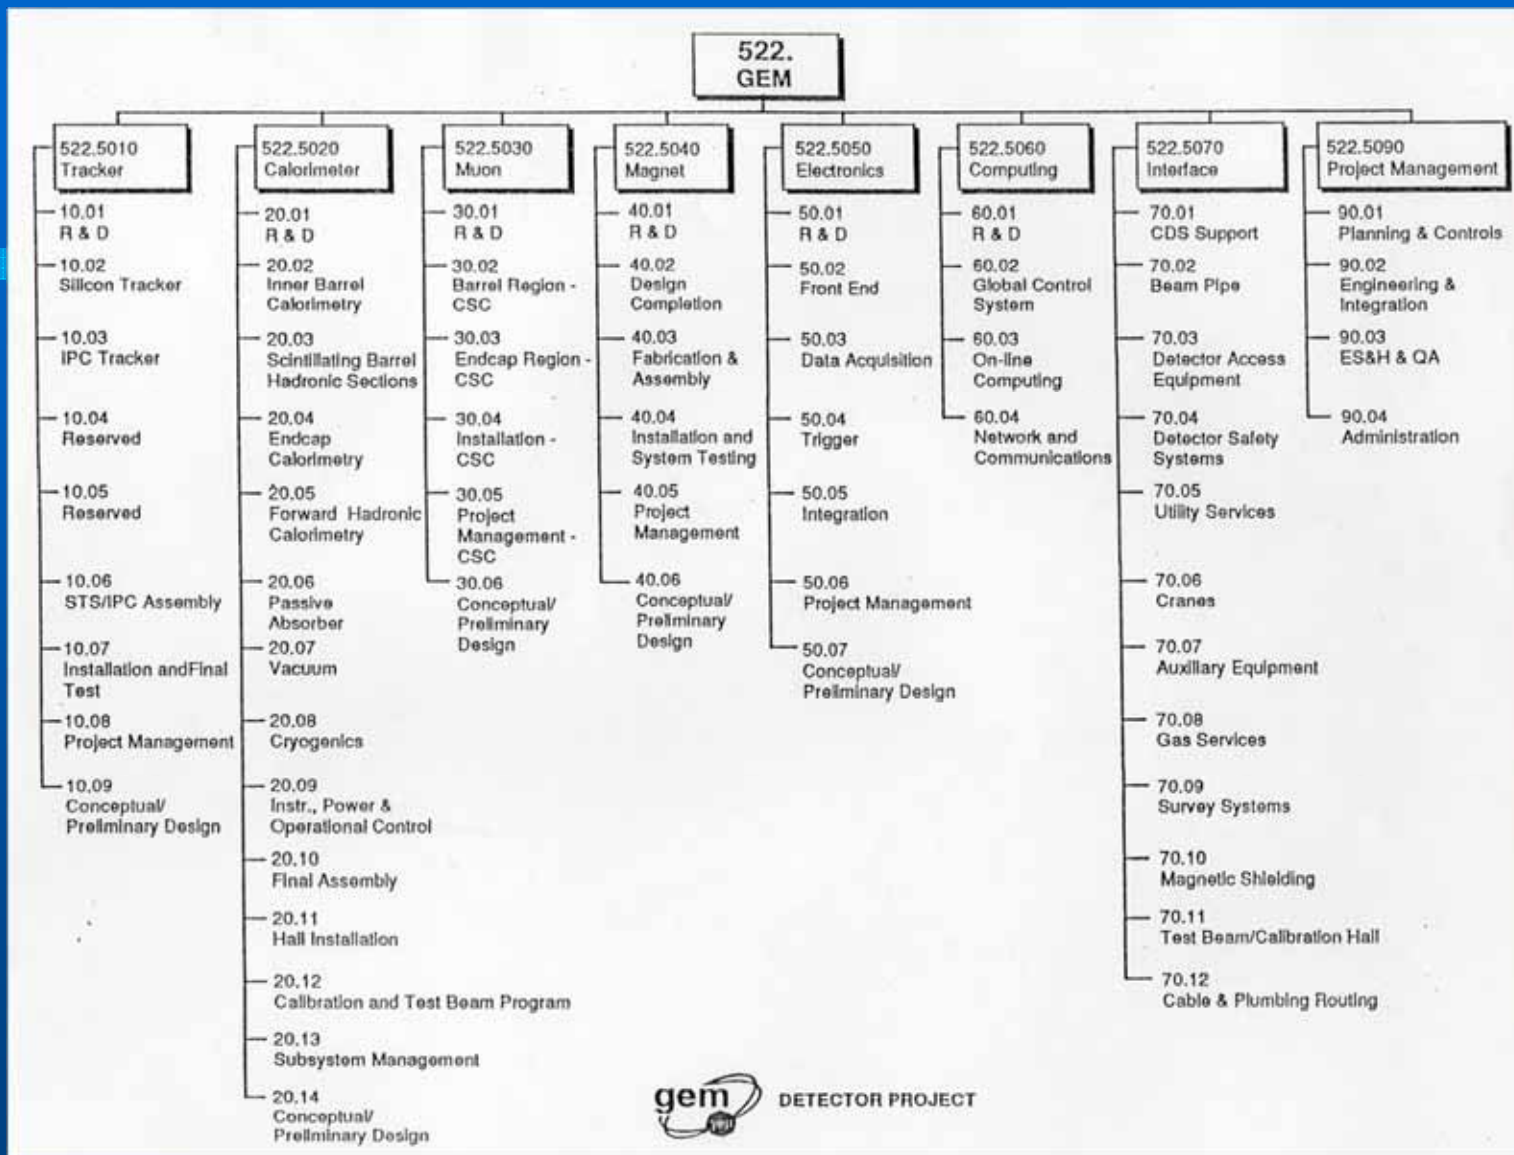 522.
GEM
522.5010
Tracker
10.01
R & D
10.02
Silicon Tracker
10.03
IPC Tracker
10.04
Reserved
10.05
Reserved
10.06
STS/IPC Assembly
10.07
Installation andFinal
Test
10.08
Project Management
10.09
Conceptual/
Preliminary Design
522.5020
Calorimeter
20.01
R & D
20.02
Inner Barrel
Calorimetry
20.03
Scintillating Barrel
Hadronic Sections
20.04
Endcap
Calorimetry
20.05
Forward Hadronic
Calorimetry
20.06
Passive
Absorber
20.07
Vacuum
20.08
Cryogenics
20.09
Instr., Power &
Operational Control
20.10
Final Assembly
20.11
Hall Installation
20.12
Calibration and Test Beam Program
20.13
Subsystem Management
20.14
Conceptual/
Preliminary Design
522.5030
Muon
30.01
R & D
30.02
Barrel Region -
CSC
30.03
Endcap Region -
CSC
30.04
Installation -
CSC
30.05
Project
Management -
CSC
30.06
Conceptual/
Preliminary
Design
522.5040
Magnet
40.01
R & D
40.02
Design
Completion
40.03
Fabrication &
Assembly
40.04
Installation and
System Testing
40.05
Project
Management
40.06
Conceptual/
Preliminary
Design
522.5050
Electronics
50.01
R & D
50.02
Front End
50.03
Data Acquisition
50.04
Trigger
50.05
Integration
50.06
Project Management
50.07
Conceptual/
Preliminary Design
522.5060
Computing
60.01
R & D
60.02
Global Control
System
60.03
On-line
Computing
60.04
Network and
Communications
522.5070
Interface
70.01
CDS Support
70.02
Beam Pipe
70.03
Detector Access
Equipment
70.04
Detector Safety
Systems
70.05
Utility Services
70.06
Cranes
70.07
Auxillary Equipment
70.08
Gas Services
70.09
Survey Systems
70.10
Magnetic Shielding
70.11
Test Beam/Calibration Hall
70.12
Cable & Plumbing Routing
522.5090
Project Management
90.01
Planning & Controls
90.02
Engineering &
Integration
90.03
ES&H & QA
90.04
Administration
gem
DETECTOR PROJECT